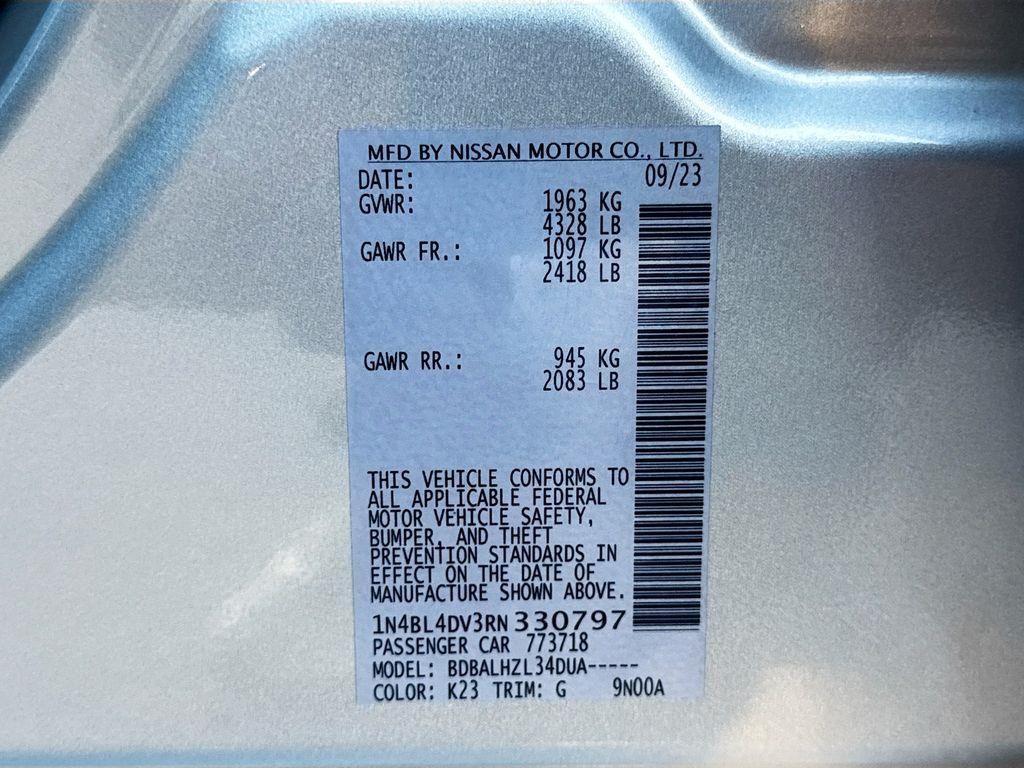 MFD BY NISSAN MOTOR CO., LTD.
DATE: 09/23
GVWR: 1963 KG
4328 LB
GAWR FR.: 1097 KG
2418 LB
GAWR RR.: 945 KG
2083 LB
THIS VEHICLE CONFORMS TO
ALL APPLICABLE FEDERAL
MOTOR VEHICLE SAFETY,
BUMPER, AND THEFT
PREVENTION STANDARDS IN
EFFECT ON THE DATE OF
MANUFACTURE SHOWN ABOVE.
1N4BL4DV3RN330797
PASSENGER CAR 773718
MODEL: BDBALHZL34DUA-----
COLOR: K23 TRIM: G 9N00A